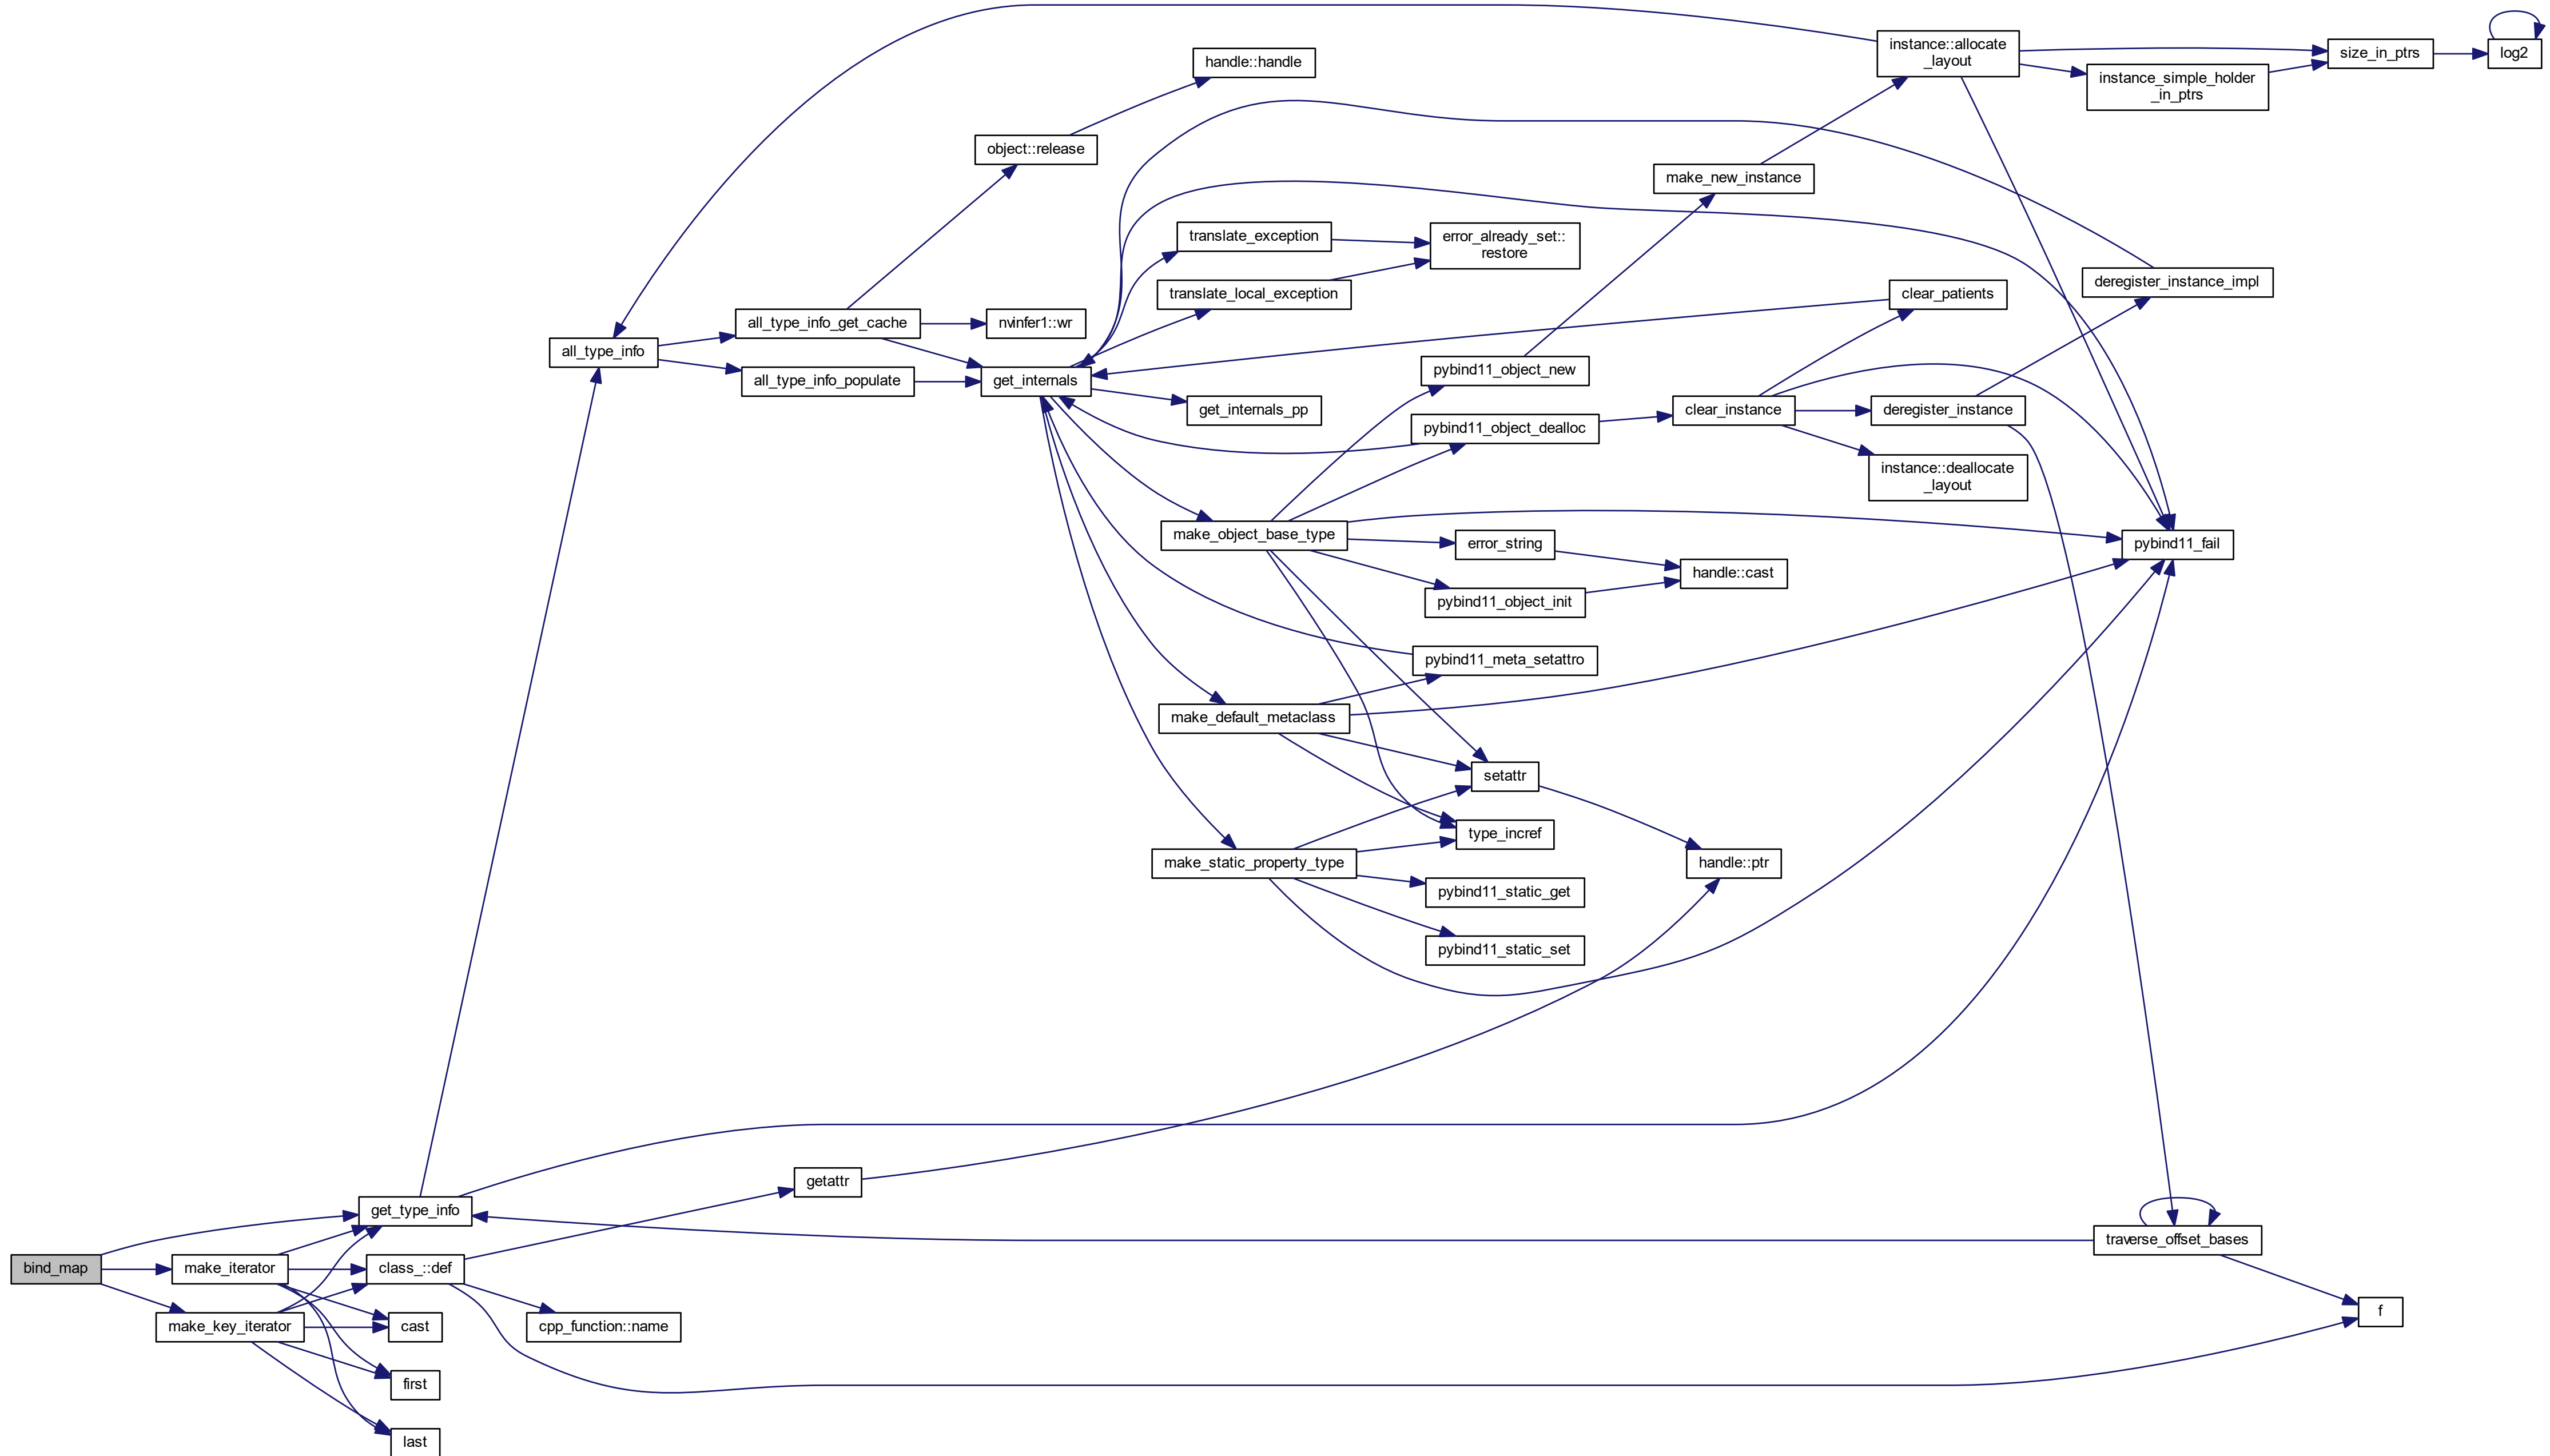 instance::allocate
_layout
size_in_ptrs
log2
handle::handle
instance_simple_holder
_in_ptrs
object::release
make_new_instance
translate_exception
error_already_set::
restore
deregister_instance_impl
translate_local_exception
clear_patients
all_type_info_get_cache
nvinfer1::wr
all_type_info
all_type_info_populate
get_internals
pybind11_object_new
get_internals_pp
clear_instance
deregister_instance
pybind11_object_dealloc
instance::deallocate
_layout
make_object_base_type
error_string
pybind11_fail
handle::cast
pybind11_object_init
pybind11_meta_setattro
make_default_metaclass
setattr
type_incref
make_static_property_type
handle::ptr
pybind11_static_get
pybind11_static_set
getattr
get_type_info
traverse_offset_bases
bind_map
make_iterator
class_::def
make_key_iterator
cast
cpp_function::name
f
first
last